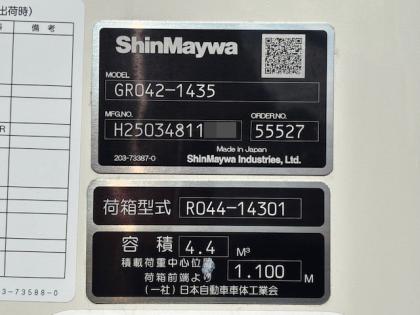 出荷時)
備考
R
3-73588-0
ShinMaywa
MODEL
GR042-1435
MFG.NO. ORDER.NO.
H25034811 55527
Made in Japan
203-73387-0 ShinMaywa Industries, Ltd.
荷箱型式 R044-14301
容積 4.4 M³
積載荷重中心位置
荷箱前端より 1.100 M
(一社)日本自動車車体工業会